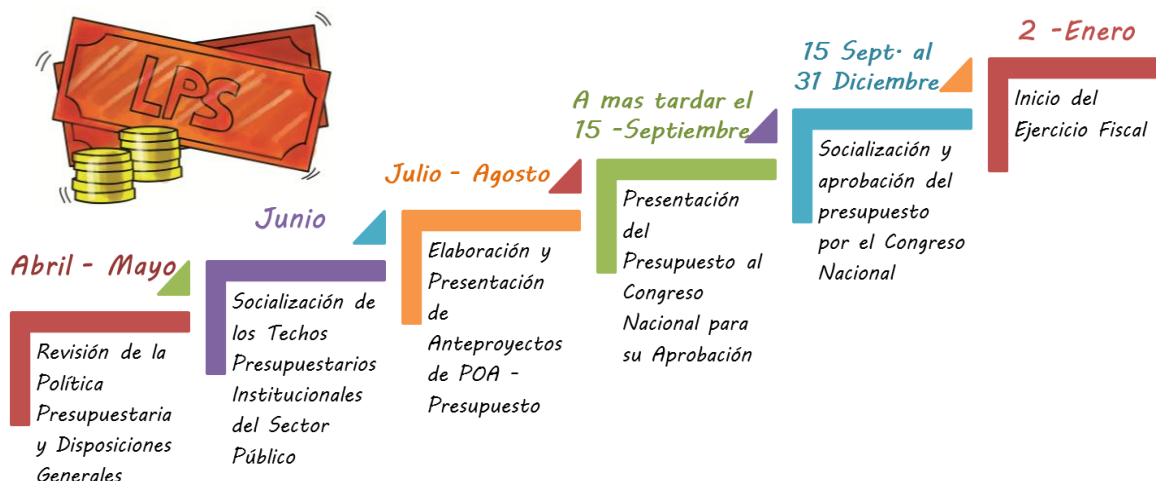 LPS
Abril - Mayo
Revisión de la
Política
Presupuestaria
y Disposiciones
Generales
Junio
Socialización de
los Techos
Presupuestarios
Institucionales
del Sector
Público
Julio - Agosto
Elaboración y
Presentación
de
Anteproyectos
de POA -
Presupuesto
A mas tardar el
15 -Septiembre
Presentación
del
Presupuesto al
Congreso
Nacional para
su Aprobación
15 Sept. al
31 Diciembre
Socialización y
aprobación del
presupuesto
por el Congreso
Nacional
2 -Enero
Inicio del
Ejercicio Fiscal